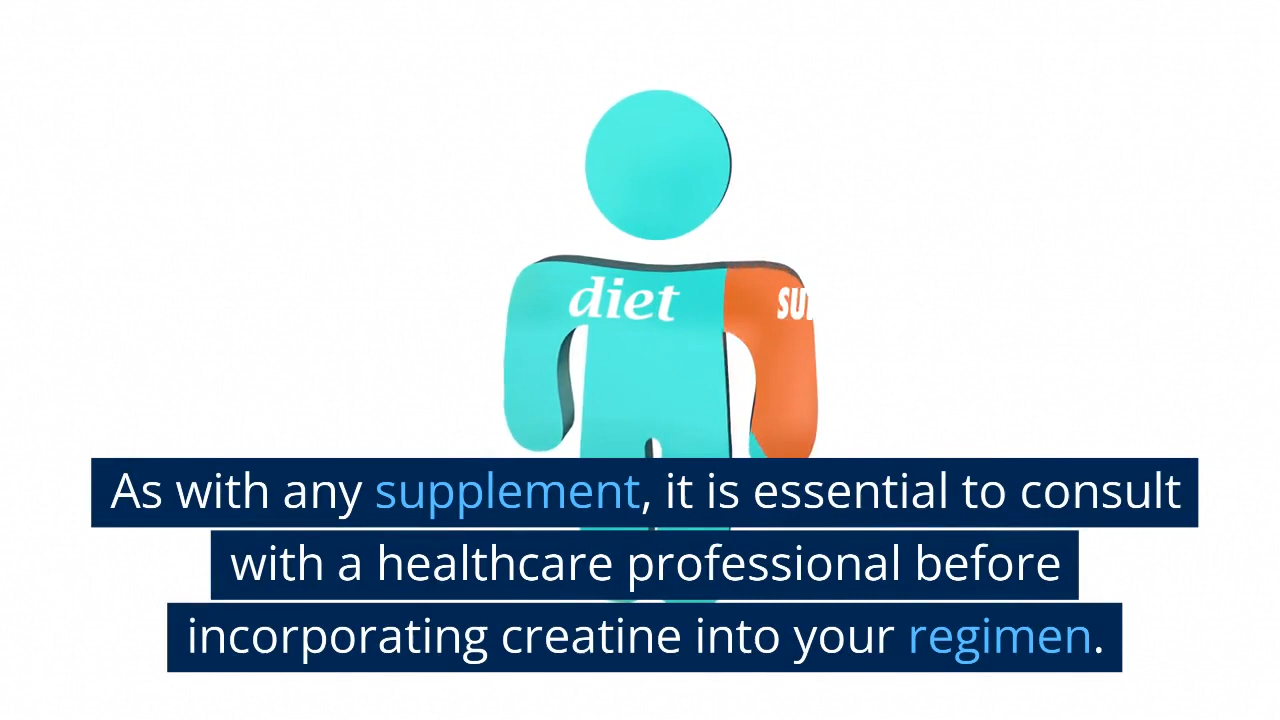 diet
As with any supplement, it is essential to consult
with a healthcare professional before
incorporating creatine into your regimen.